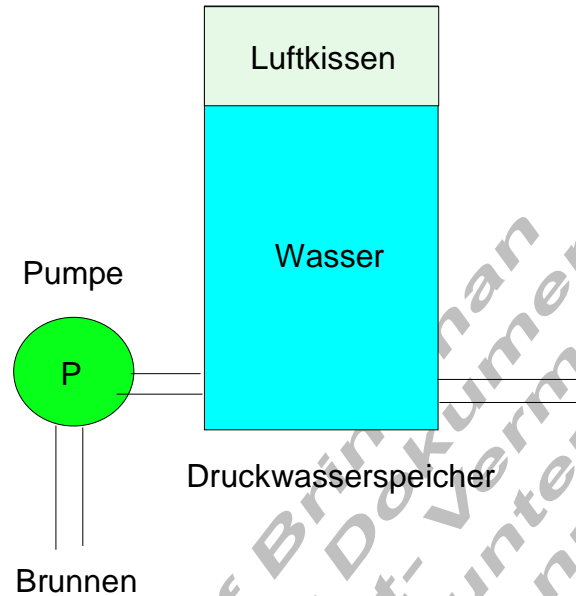 Luftkissen
Wasser
Pumpe
P
Druckwasserspeicher
Brunnen